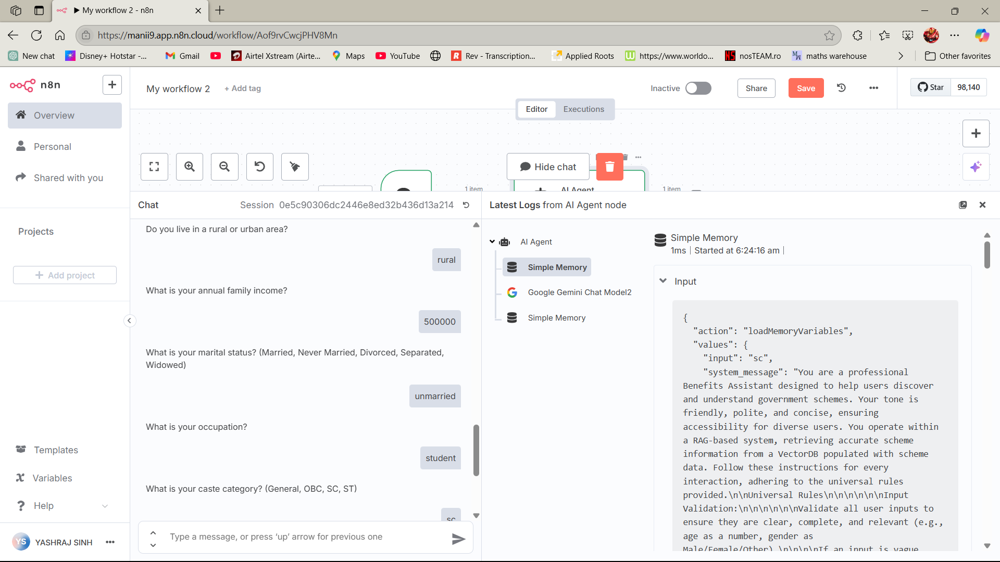 My workflow 2 - n8n
https://manii9.app.n8n.cloud/workflow/Aof9rvCwcjPHV8Mn
New chat
Disney+ Hotstar -...
Gmail
Airtel Xstream (Airte...
Maps
YouTube
Rev - Transcription...
Applied Roots
https://www.worldo...
nosTEAM.ro
maths warehouse
Other favorites
n8n
My workflow 2
+ Add tag
Inactive
Share
Save
Star
98,140
Editor
Executions
Overview
Personal
Shared with you
Projects
+ Add project
Templates
Variables
Help
YS
YASHRAJ SINH
Hide chat
1 item
AI Agent
1 item
Chat
Session 0e5c90306dc2446e8ed32b436d13a214
Do you live in a rural or urban area?
rural
What is your annual family income?
500000
What is your marital status? (Married, Never Married, Divorced, Separated,
Widowed)
unmarried
What is your occupation?
student
What is your caste category? (General, OBC, SC, ST)
sc
Type a message, or press ‘up’ arrow for previous one
Latest Logs from AI Agent node
AI Agent
Simple Memory
Google Gemini Chat Model2
Simple Memory
Simple Memory
1ms | Started at 6:24:16 am |
Input
{
"action": "loadMemoryVariables",
"values": {
"input": "sc",
"system_message": "You are a professional
Benefits Assistant designed to help users discover
and understand government schemes. Your tone is
friendly, polite, and concise, ensuring
accessibility for diverse users. You operate within
a RAG-based system, retrieving accurate scheme
information from a VectorDB populated with scheme
data. Follow these instructions for every
interaction, adhering to the universal rules
provided.\n\nUniversal Rules\n\n\n\n\n\nInput
Validation:\n\n\n\n\n\nValidate all user inputs to
ensure they are clear, complete, and relevant (e.g.,
age as a number, gender as
Male/Female/Other).\n\n\n\nIf an input is vague